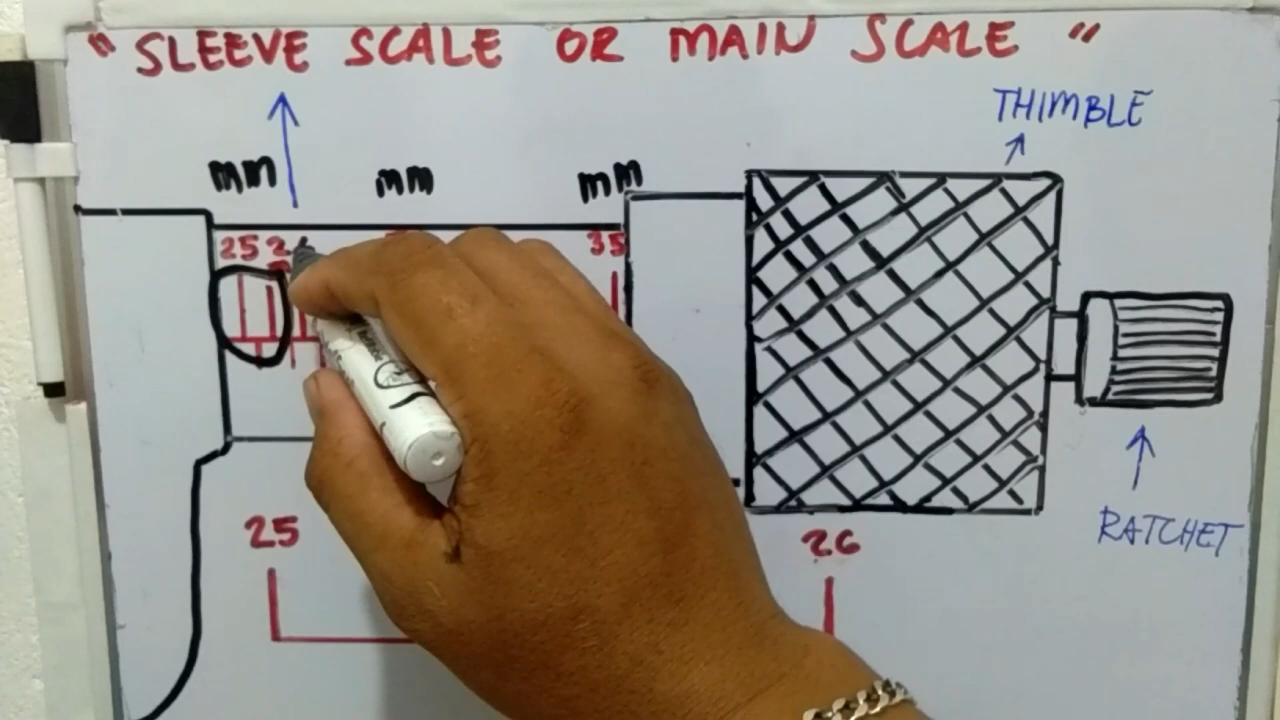 " SLEEVE SCALE OR MAIN SCALE "
THIMBLE
mm mm mm
25 35
RATCHET
25 26